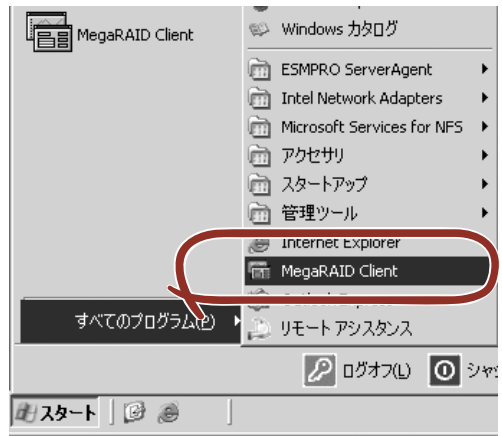 MegaRAID Client
Windows カタログ
ESMPRO ServerAgent
Intel Network Adapters
Microsoft Services for NFS
アクセサリ
スタートアップ
管理ツール
Internet Explorer
MegaRAID Client
リモート アシスタンス
すべてのプログラム(P)
ログオフ(L)
シャ
スタート